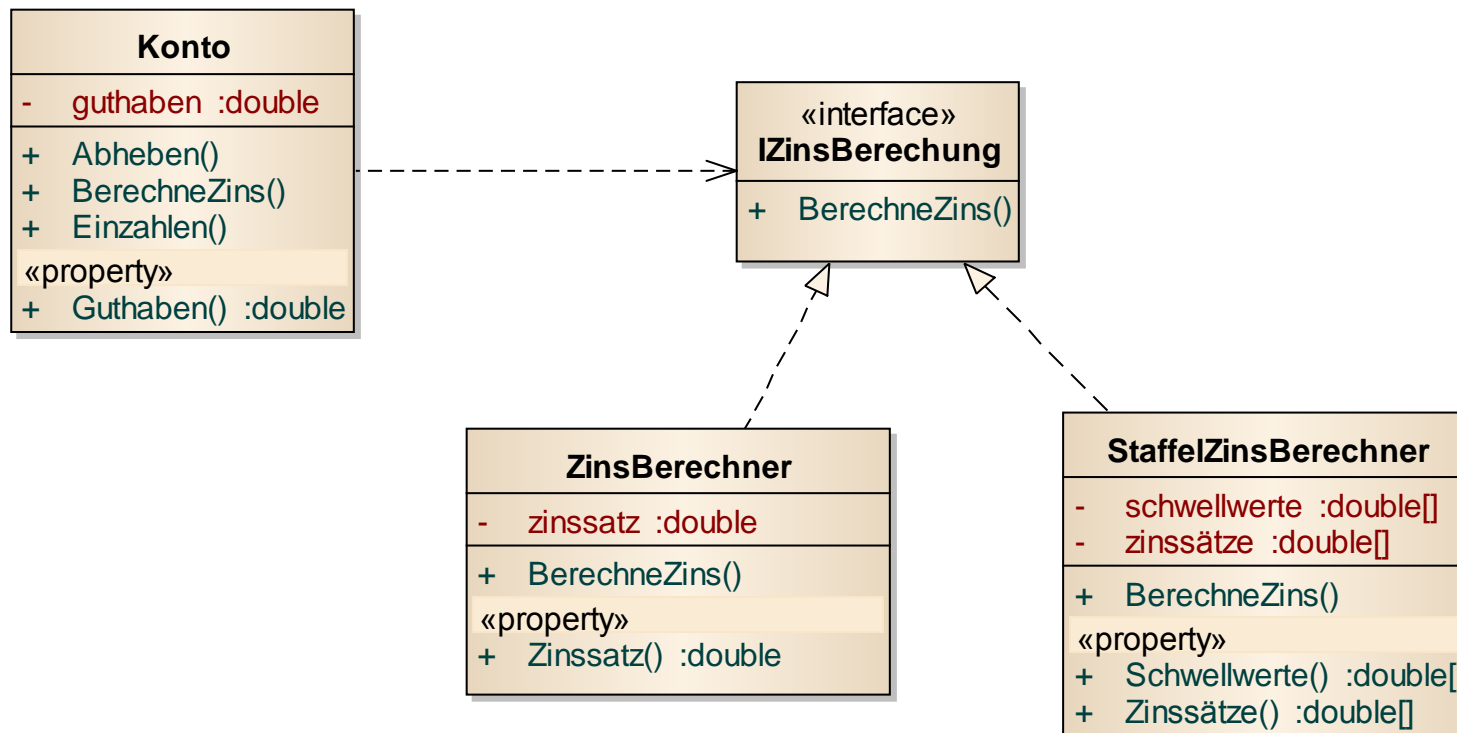 Konto
- guthaben :double
+ Abheben()
+ BerechneZins()
+ Einzahlen()
«property»
+ Guthaben() :double
«interface»
IZinsBerechung
+ BerechneZins()
ZinsBerechner
- zinssatz :double
+ BerechneZins()
«property»
+ Zinssatz() :double
StaffelZinsBerechner
- schwellwerte :double[]
- zinssätze :double[]
+ BerechneZins()
«property»
+ Schwellwerte() :double[
+ Zinssätze() :double[]